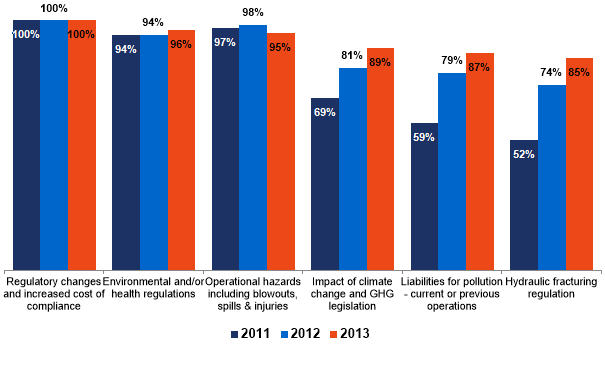 100% 100% 100%
94% 94% 96%
97% 98% 95%
69% 81% 89%
59% 79% 87%
52% 74% 85%
Regulatory changes
and increased cost of
compliance
Environmental and/or
health regulations
Operational hazards
including blowouts,
spills & injuries
Impact of climate
change and GHG
legislation
Liabilities for pollution
- current or previous
operations
Hydraulic fracturing
regulation
2011 2012 2013